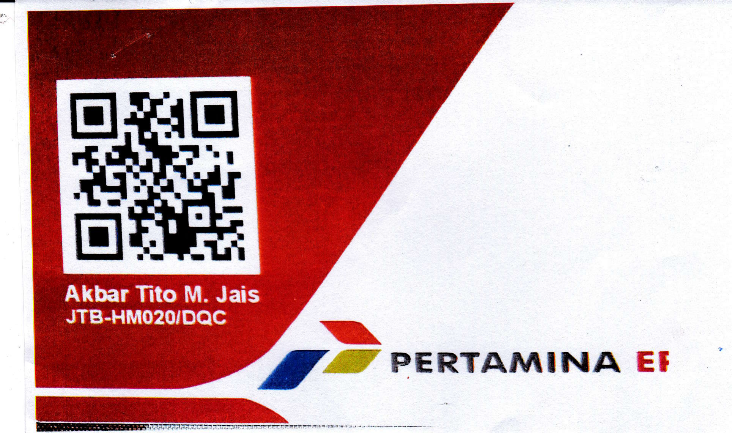 Akbar Tito M. Jais
JTB-HM020/DQC
PERTAMINA EP